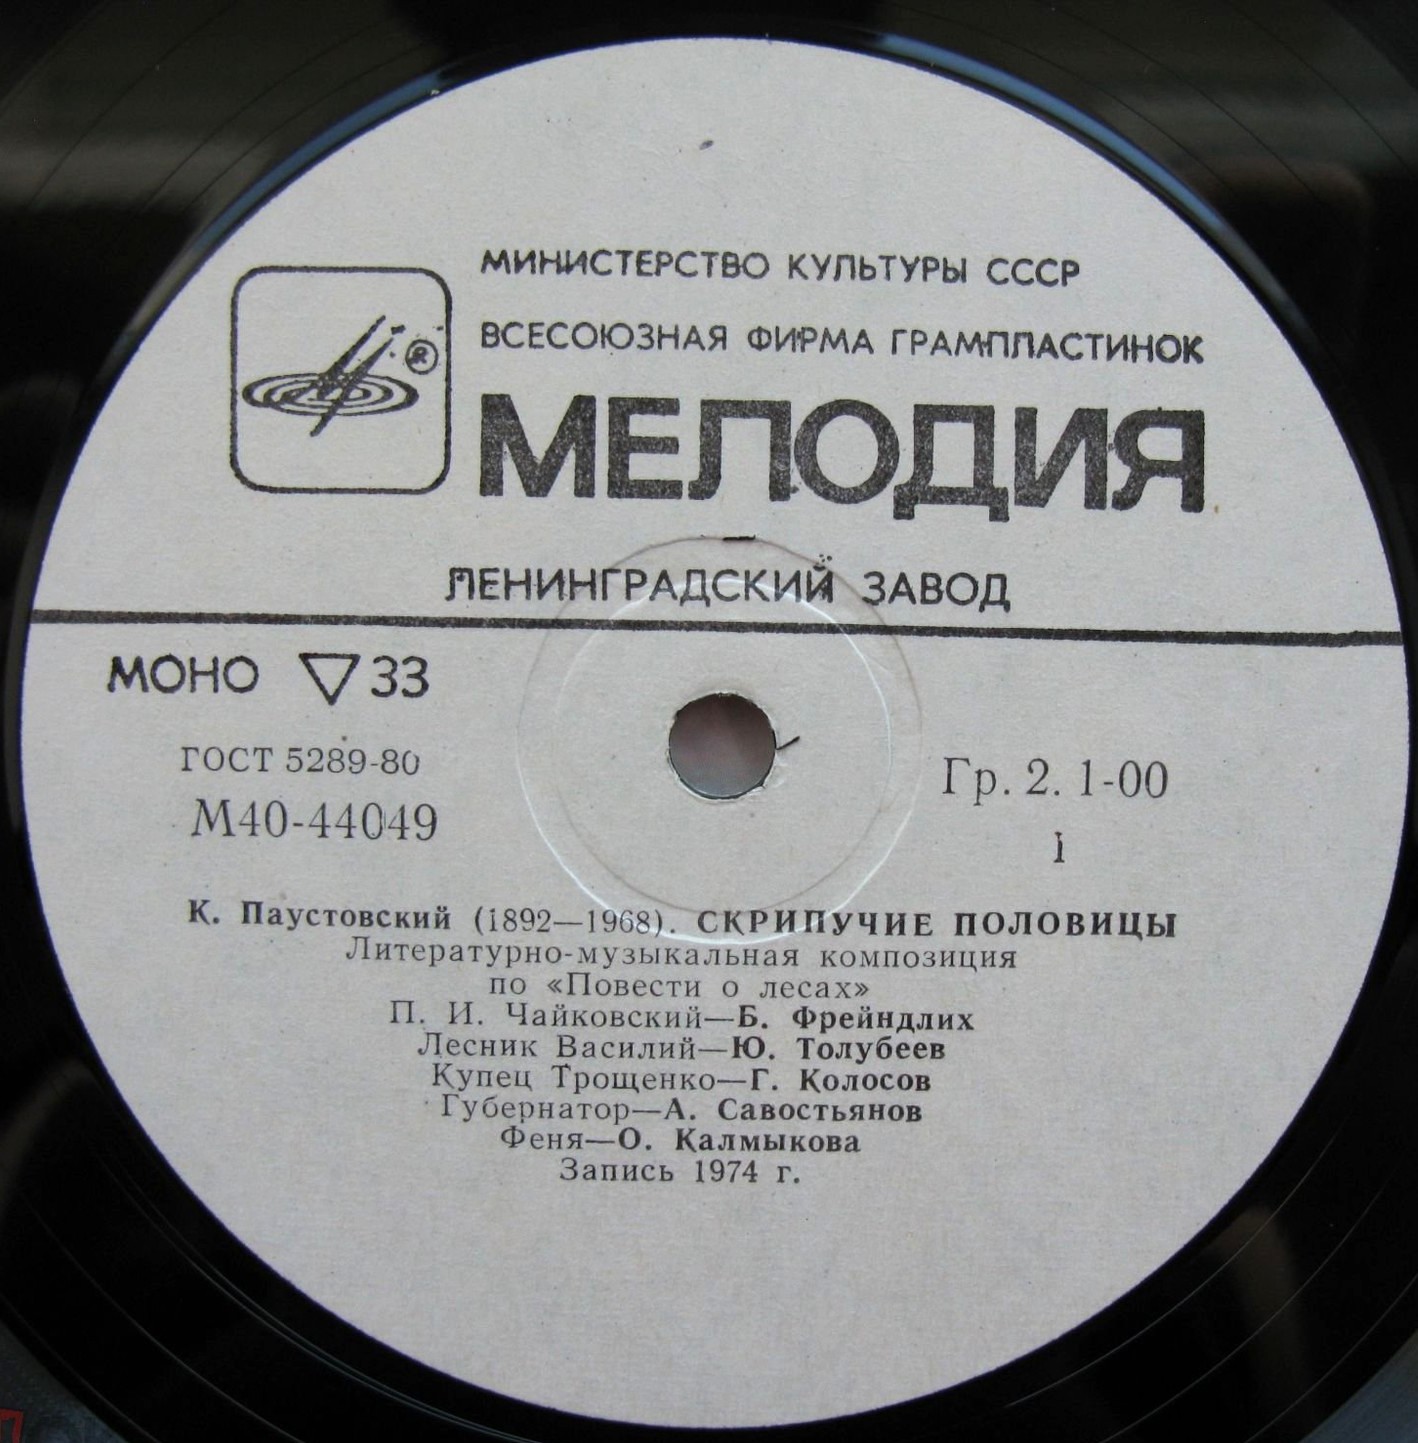 МИНИСТЕРСТВО КУЛЬТУРЫ СССР
ВСЕСОЮЗНАЯ ФИРМА ГРАМПЛАСТИНОК
®
МЕЛОДИЯ
ЛЕНИНГРАДСКИЙ ЗАВОД
МОНО ▽ 33
ГОСТ 5289-80
М40-44049
Гр. 2. 1-00
1
К. Паустовский (1892—1968). СКРИПУЧИЕ ПОЛОВИЦЫ
Литературно-музыкальная композиция
по «Повести о лесах»
П. И. Чайковский—Б. Фрейндлих
Лесник Василий—Ю. Толубеев
Купец Трощенко—Г. Колосов
Губернатор—А. Савостьянов
Феня—О. Калмыкова
Запись 1974 г.